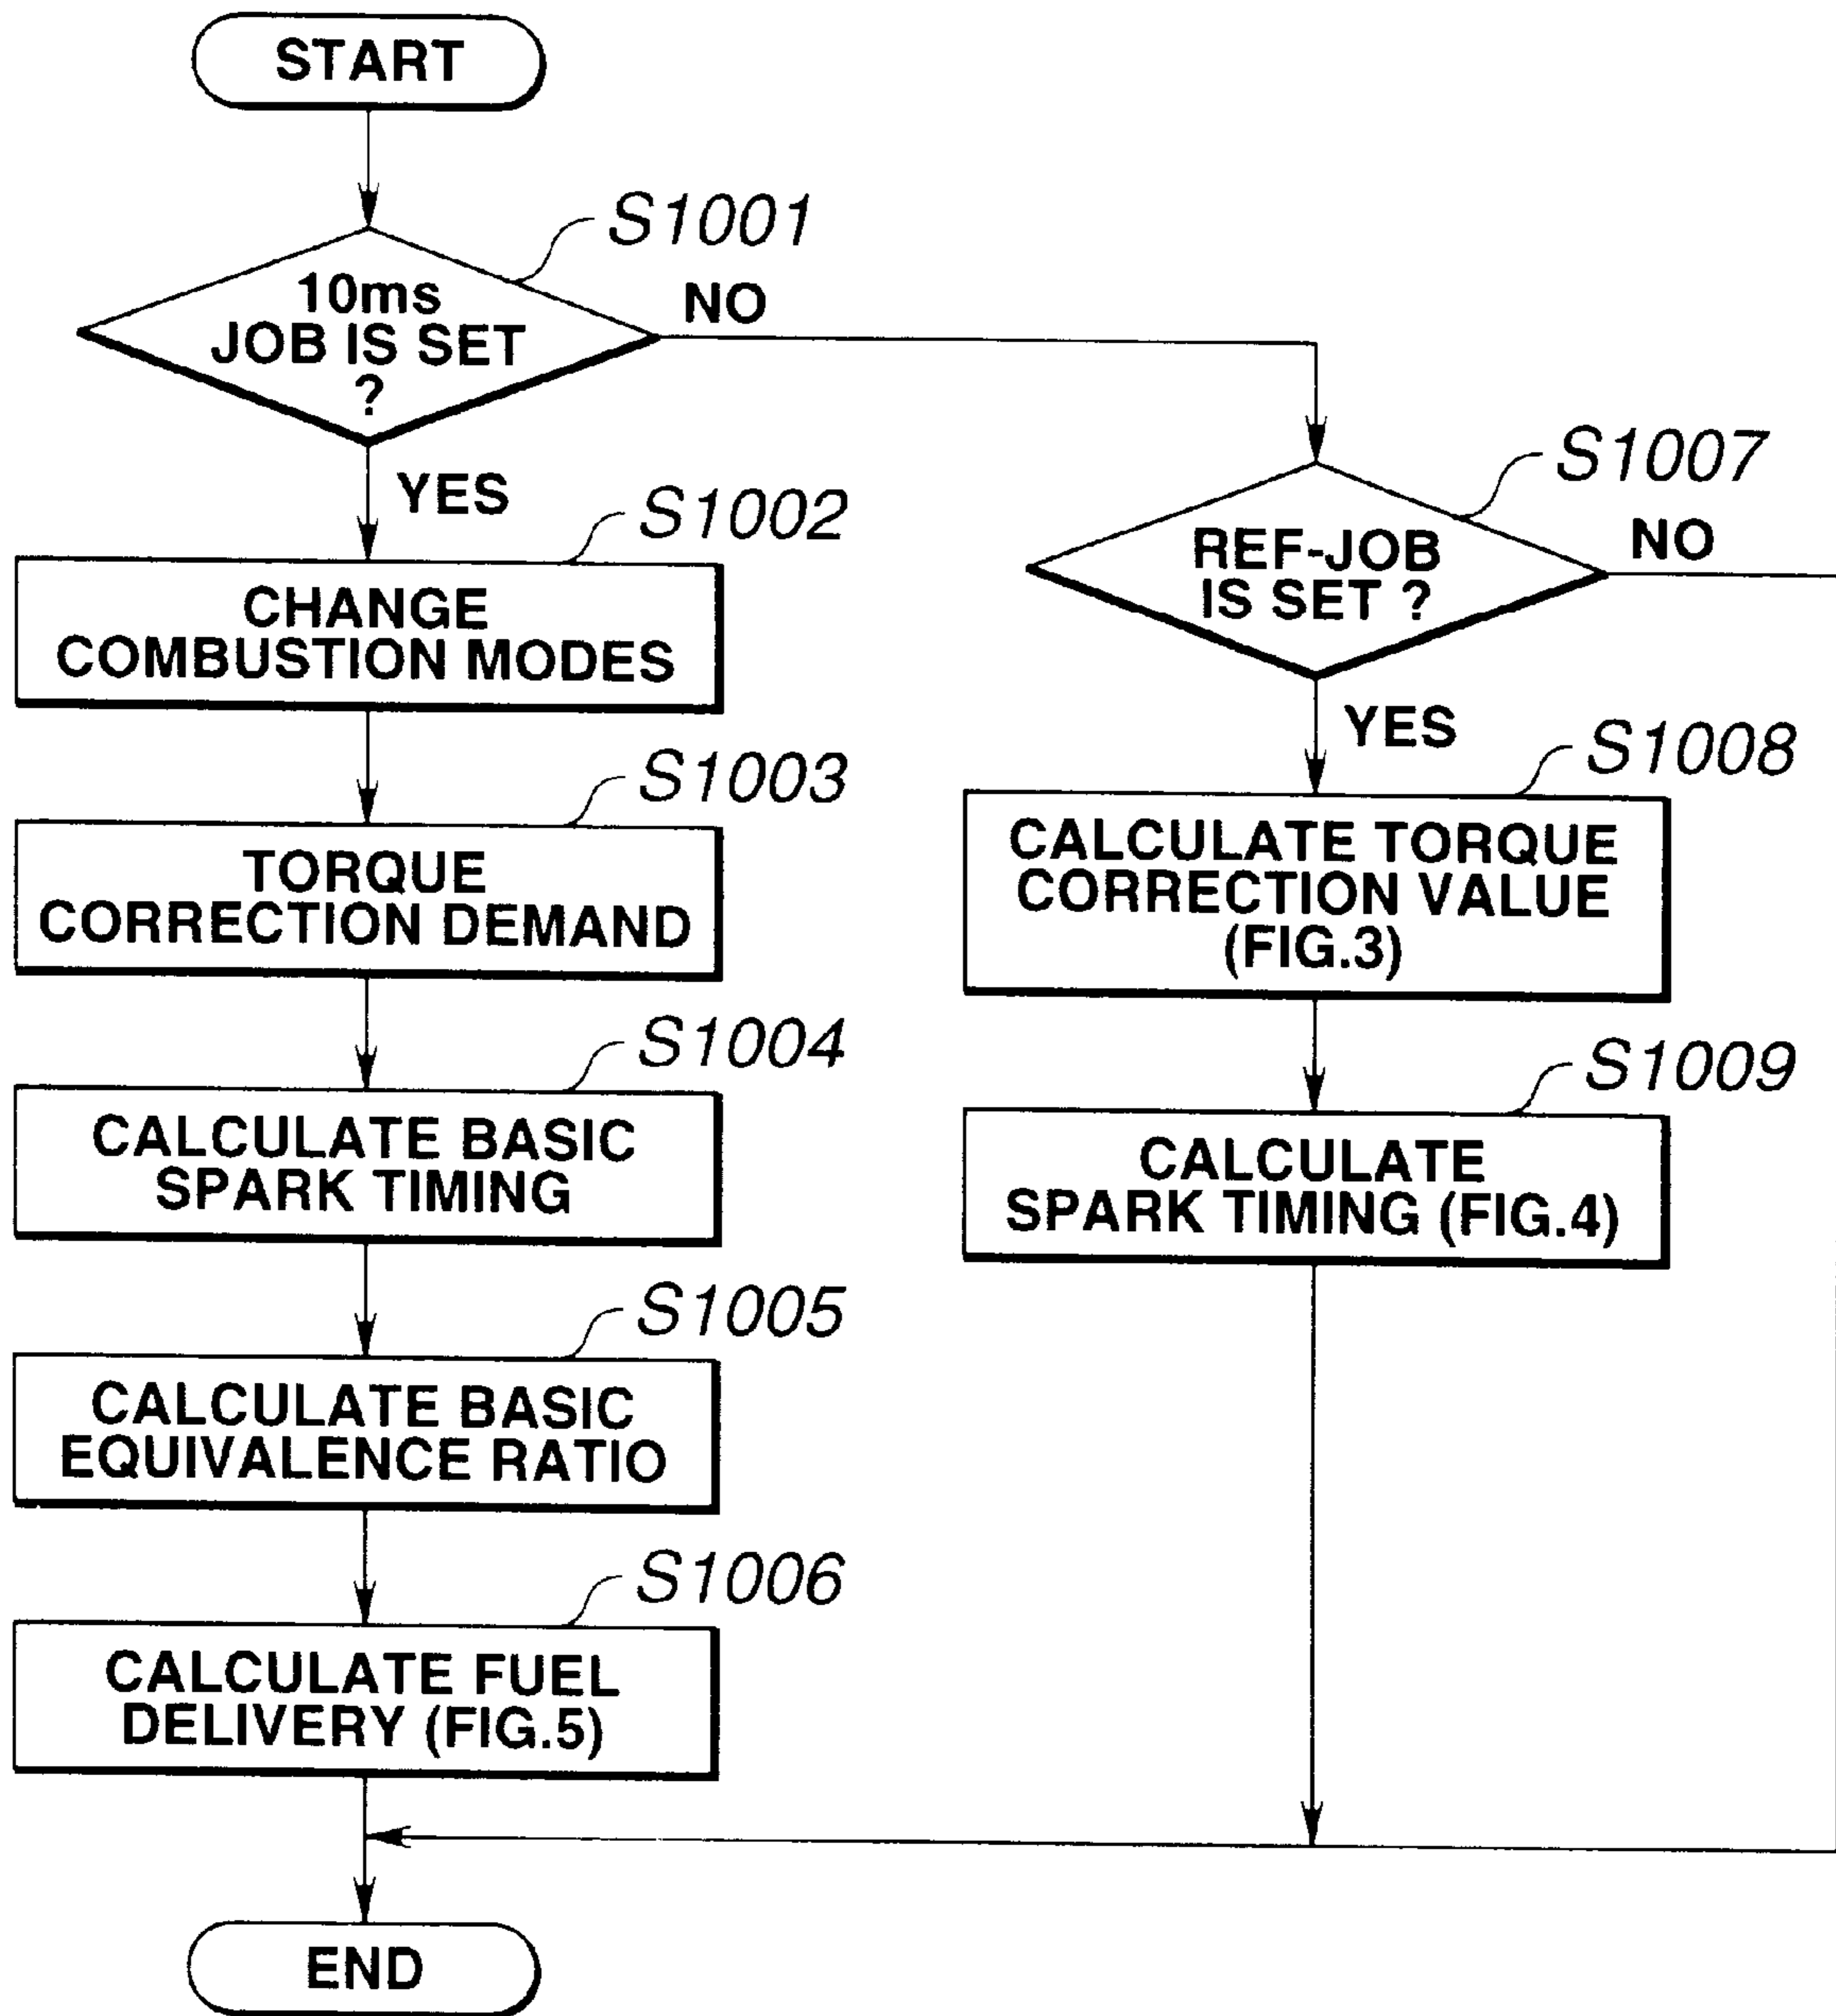 START
S1001
10ms
JOB IS SET
?
NO
YES
S1002
CHANGE
COMBUSTION MODES
S1003
TORQUE
CORRECTION DEMAND
S1004
CALCULATE BASIC
SPARK TIMING
S1005
CALCULATE BASIC
EQUIVALENCE RATIO
S1006
CALCULATE FUEL
DELIVERY (FIG.5)
END
S1007
REF-JOB
IS SET ?
NO
YES
S1008
CALCULATE TORQUE
CORRECTION VALUE
(FIG.3)
S1009
CALCULATE
SPARK TIMING (FIG.4)